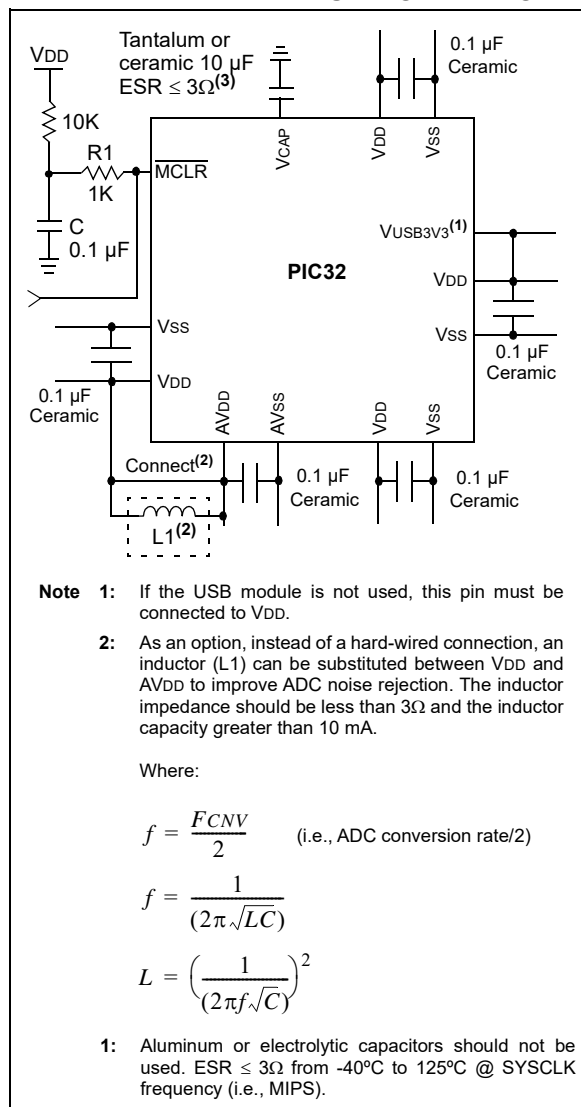 VDD
Tantalum or
ceramic 10 µF
ESR ≤ 3Ω(3)
0.1 µF
Ceramic
10K
R1
1K
MCLR
VCAP
VDD
VSS
C
0.1 µF
VUSB3V3(1)
PIC32
VDD
VSS
VSS
0.1 µF
Ceramic
VDD
0.1 µF
Ceramic
AVDD
AVSS
VDD
VSS
Connect(2)
0.1 µF
Ceramic
0.1 µF
Ceramic
L1(2)
Note 1: If the USB module is not used, this pin must be
connected to VDD.
2: As an option, instead of a hard-wired connection, an
inductor (L1) can be substituted between VDD and
AVDD to improve ADC noise rejection. The inductor
impedance should be less than 3Ω and the inductor
capacity greater than 10 mA.
Where:
f = FCNV / 2 (i.e., ADC conversion rate/2)
f = 1 / (2π√LC)
L = (1 / (2πf√C))²
1: Aluminum or electrolytic capacitors should not be
used. ESR ≤ 3Ω from -40ºC to 125ºC @ SYSCLK
frequency (i.e., MIPS).